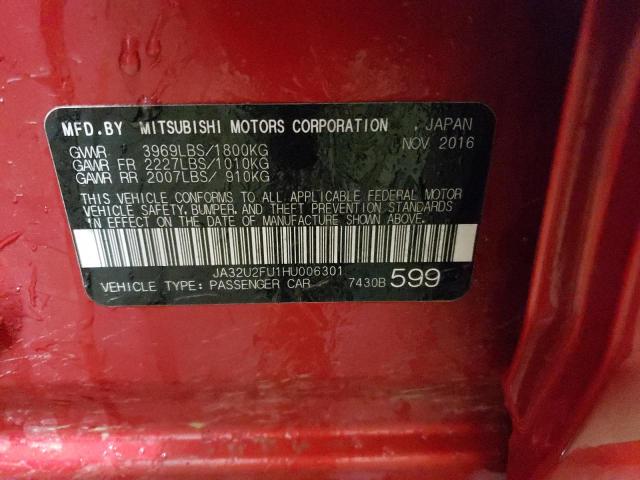 MFD.BY MITSUBISHI MOTORS CORPORATION , JAPAN
GVWR 3969LBS/1800KG NOV 2016
GAWR FR 2227LBS/1010KG
GAWR RR 2007LBS/ 910KG
THIS VEHICLE CONFORMS TO ALL APPLICABLE FEDERAL MOTOR
VEHICLE SAFETY, BUMPER, AND THEFT PREVENTION STANDARDS
IN EFFECT ON THE DATE OF MANUFACTURE SHOWN ABOVE.
JA32U2FU1HU006301
VEHICLE TYPE: PASSENGER CAR 7430B 599